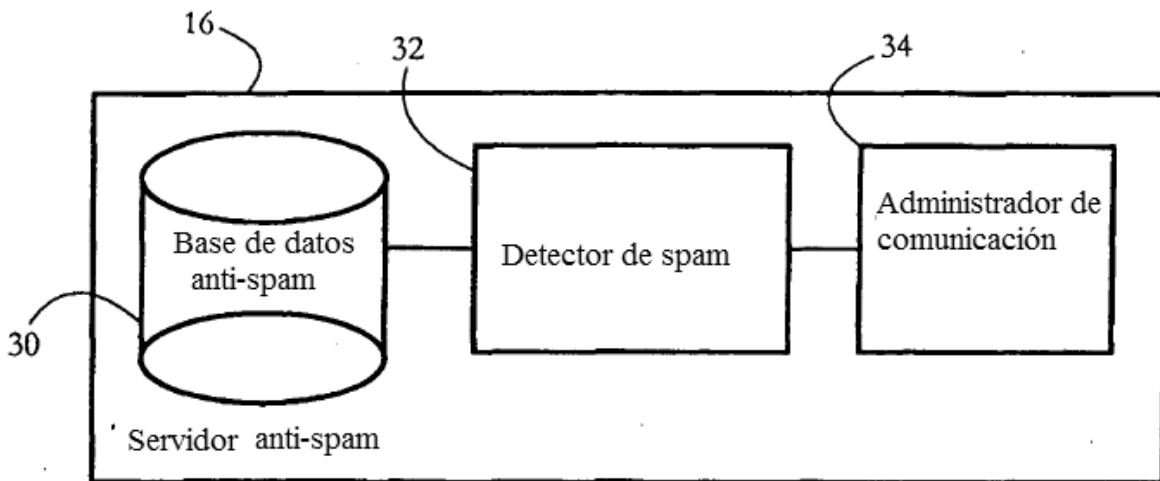 16
32
34
Base de datos
anti-spam
Detector de spam
Administrador de
comunicación
30
Servidor anti-spam